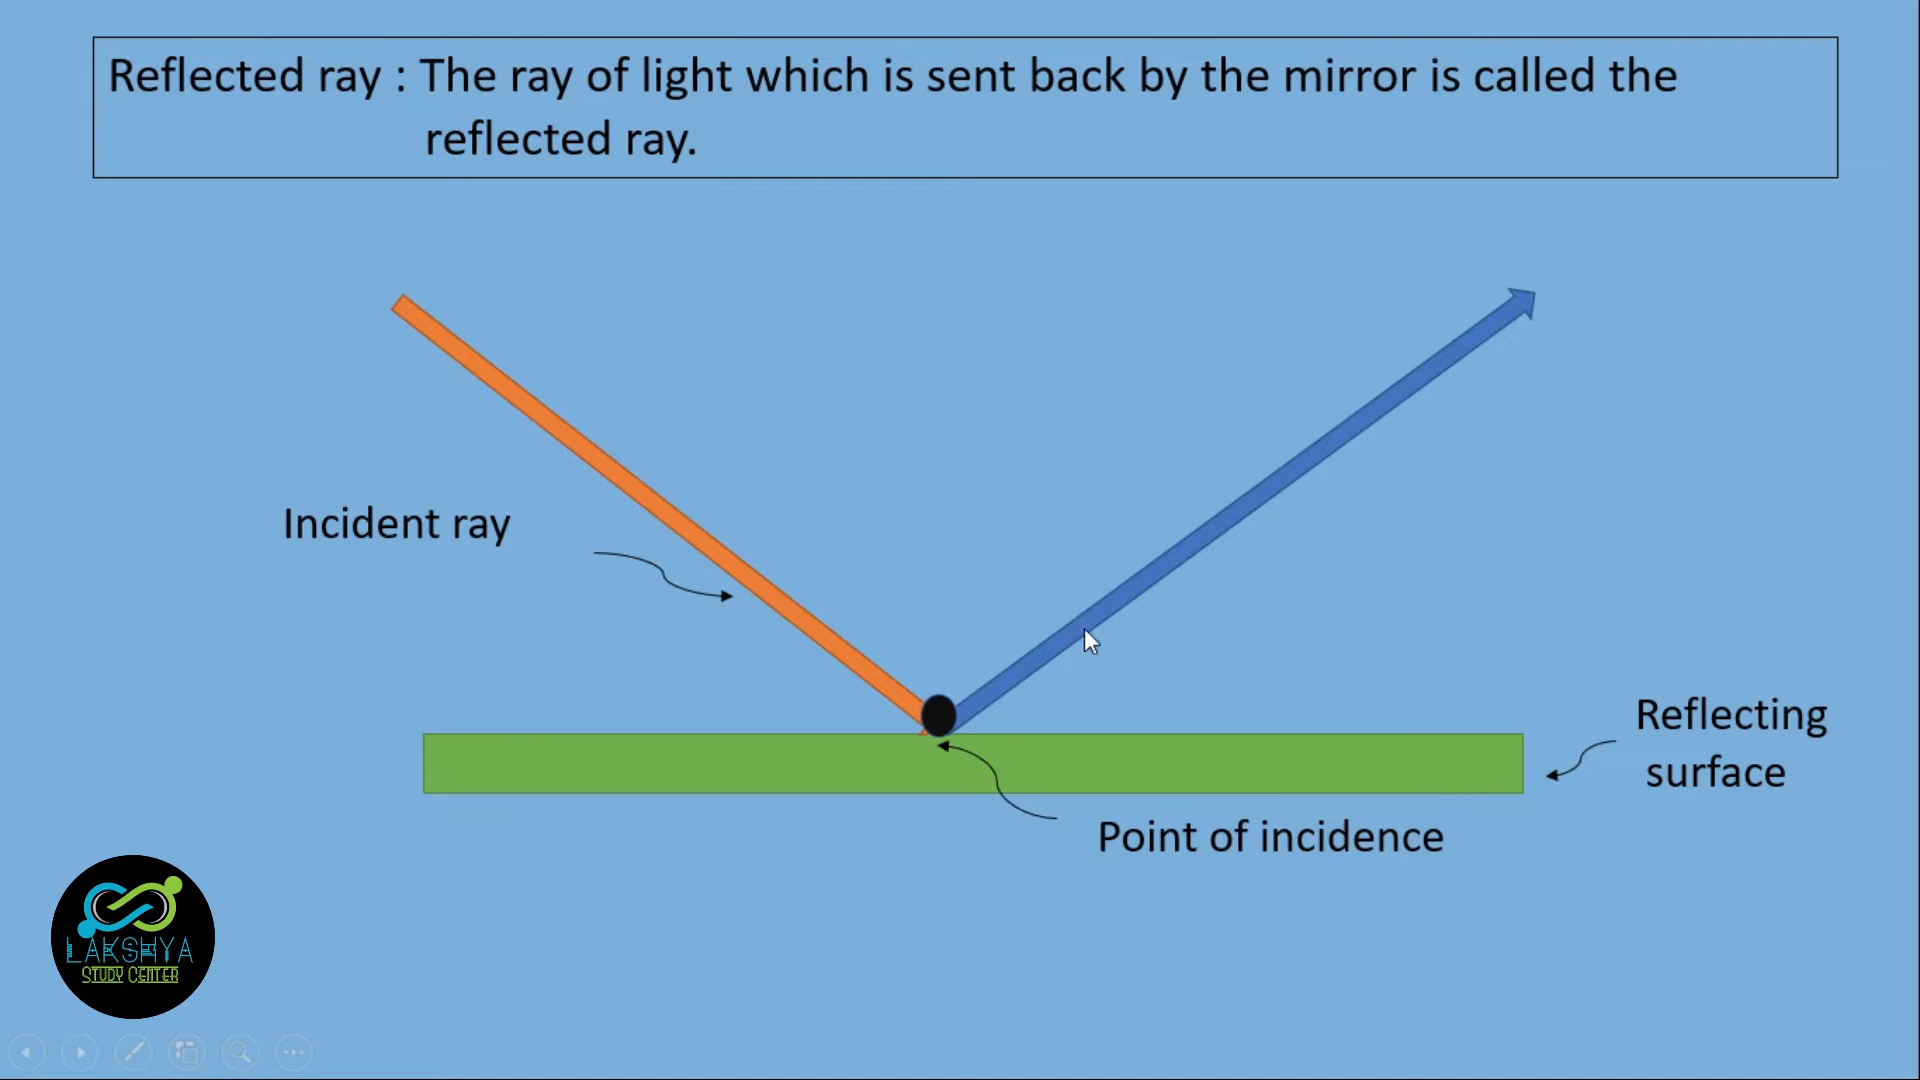 Reflected ray : The ray of light which is sent back by the mirror is called the
reflected ray.
Incident ray
Reflecting
surface
Point of incidence
LAKSHYA
STUDY CENTER